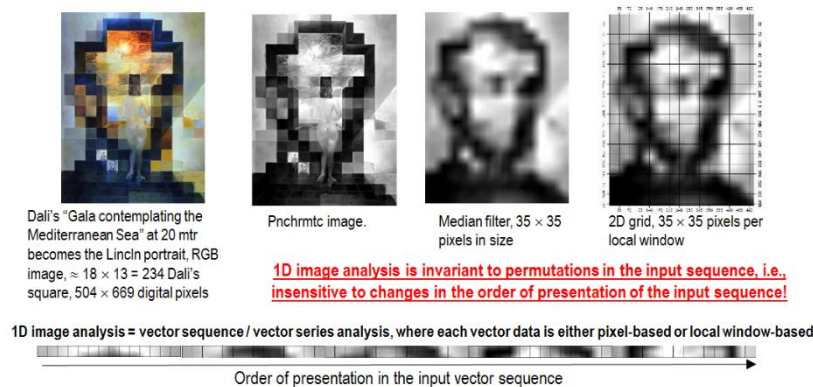 Dali's "Gala contemplating the
Mediterranean Sea" at 20 mtr
becomes the Lincln portrait, RGB
image, ≈ 18 × 13 = 234 Dali's
square, 504 × 669 digital pixels
Pnchrmtc image.
Median filter, 35 × 35
pixels in size
2D grid, 35 × 35 pixels per
local window
1D image analysis is invariant to permutations in the input sequence, i.e.,
insensitive to changes in the order of presentation of the input sequence!
1D image analysis = vector sequence / vector series analysis, where each vector data is either pixel-based or local window-based
Order of presentation in the input vector sequence